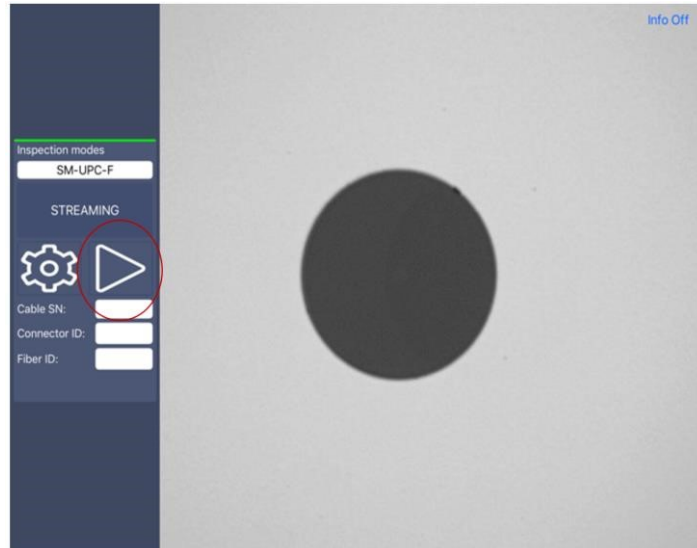 Info Off
Inspection modes
SM-UPC-F
STREAMING
Cable SN:
Connector ID:
Fiber ID: